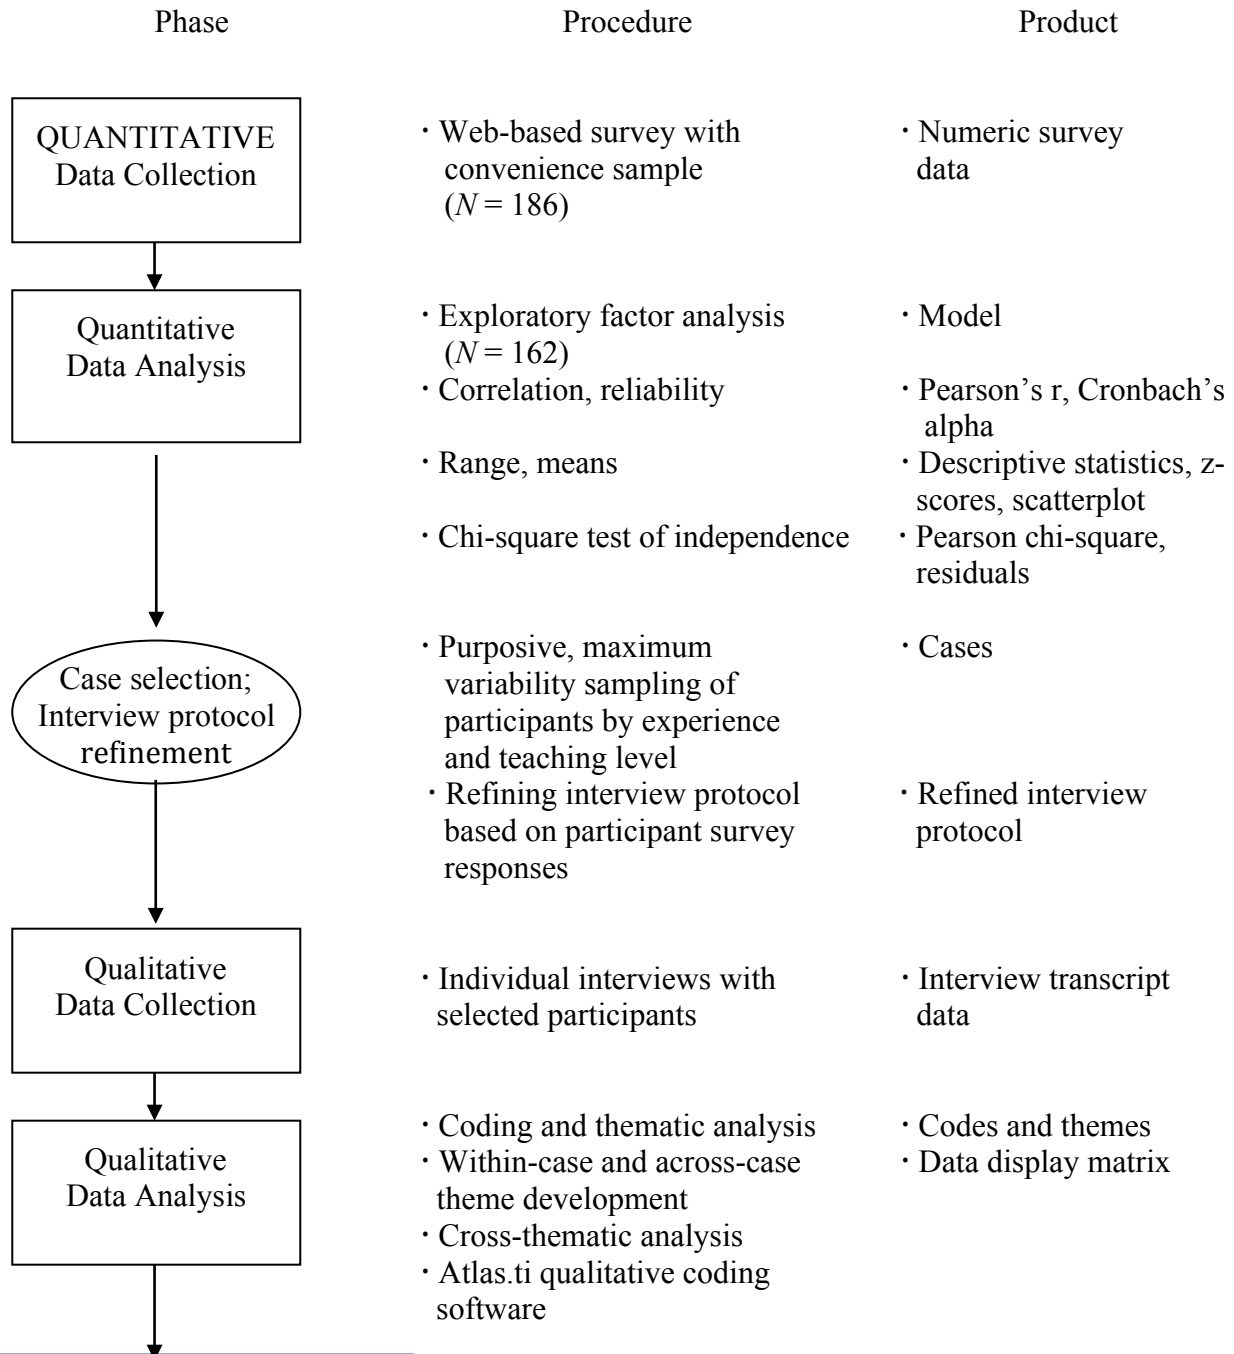 Phase Procedure Product
QUANTITATIVE
Data Collection
· Web-based survey with
convenience sample
(N = 186)
· Numeric survey
data
Quantitative
Data Analysis
· Exploratory factor analysis
(N = 162)
· Model
· Correlation, reliability
· Pearson’s r, Cronbach’s
alpha
· Range, means
· Descriptive statistics, z-
scores, scatterplot
· Chi-square test of independence
· Pearson chi-square,
residuals
Case selection;
Interview protocol
refinement
· Purposive, maximum
variability sampling of
participants by experience
and teaching level
· Cases
· Refining interview protocol
based on participant survey
responses
· Refined interview
protocol
Qualitative
Data Collection
· Individual interviews with
selected participants
· Interview transcript
data
Qualitative
Data Analysis
· Coding and thematic analysis
· Within-case and across-case
theme development
· Cross-thematic analysis
· Atlas.ti qualitative coding
software
· Codes and themes
· Data display matrix